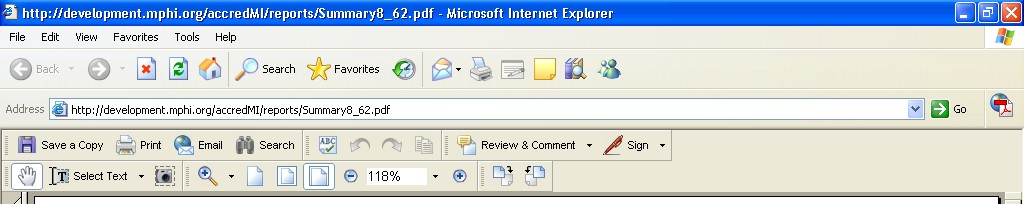 http://development.mphi.org/accredMI/reports/Summary8_62.pdf - Microsoft Internet Explorer
File Edit View Favorites Tools Help
Back Search Favorites
Address http://development.mphi.org/accredMI/reports/Summary8_62.pdf Go
Save a Copy Print Email Search ABC Review & Comment Sign
Select Text 118%